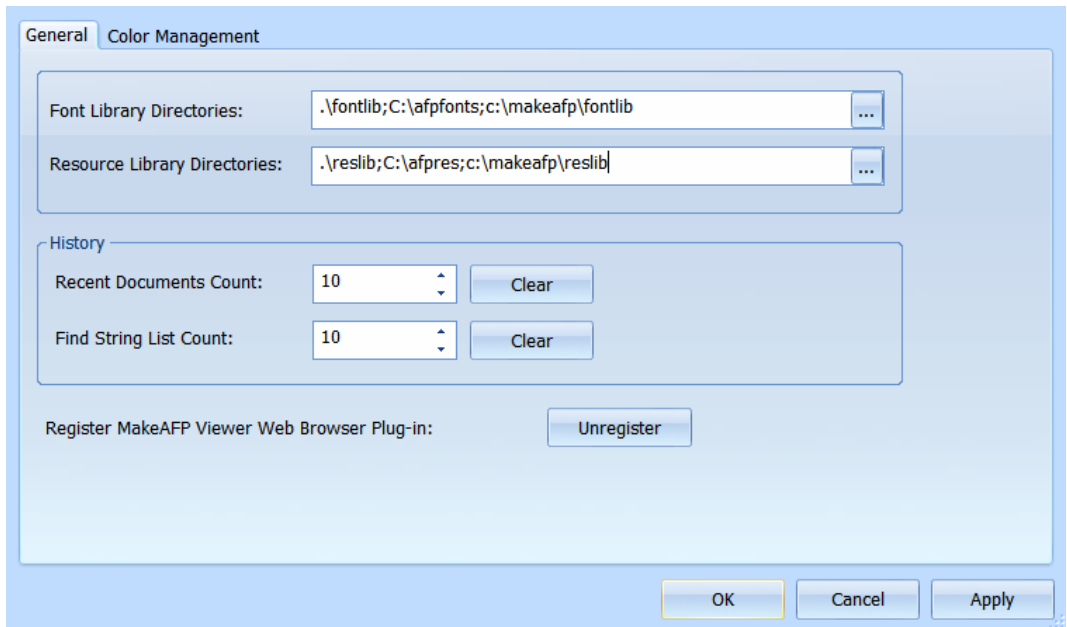 General Color Management
Font Library Directories: .\fontlib;C:\afpfonts;c:\makeafp\fontlib ...
Resource Library Directories: .\reslib;C:\afpres;c:\makeafp\reslib ...
History
Recent Documents Count: 10 Clear
Find String List Count: 10 Clear
Register MakeAFP Viewer Web Browser Plug-in: Unregister
OK Cancel Apply